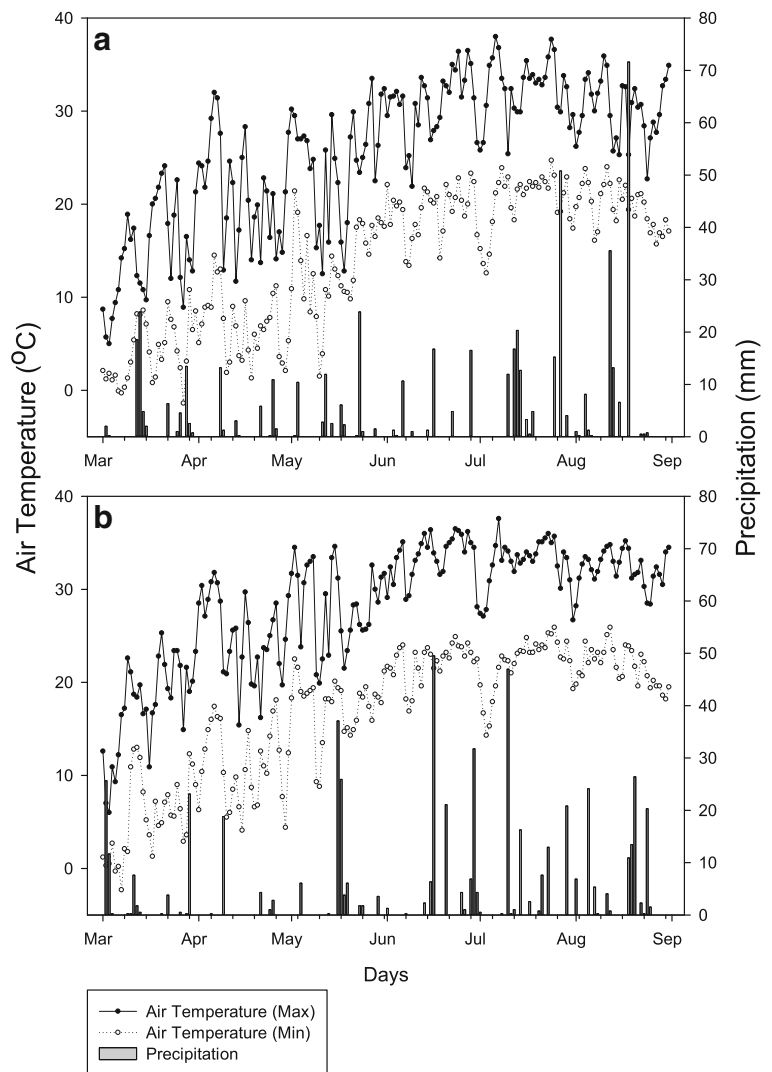 a
40
30
20
10
0
80
70
60
50
40
30
20
10
0
Mar Apr May Jun Jul Aug Sep
Air Temperature (ºC)
Precipitation (mm)
b
40
30
20
10
0
80
70
60
50
40
30
20
10
0
Mar Apr May Jun Jul Aug Sep
Days
Air Temperature (Max)
Air Temperature (Min)
Precipitation